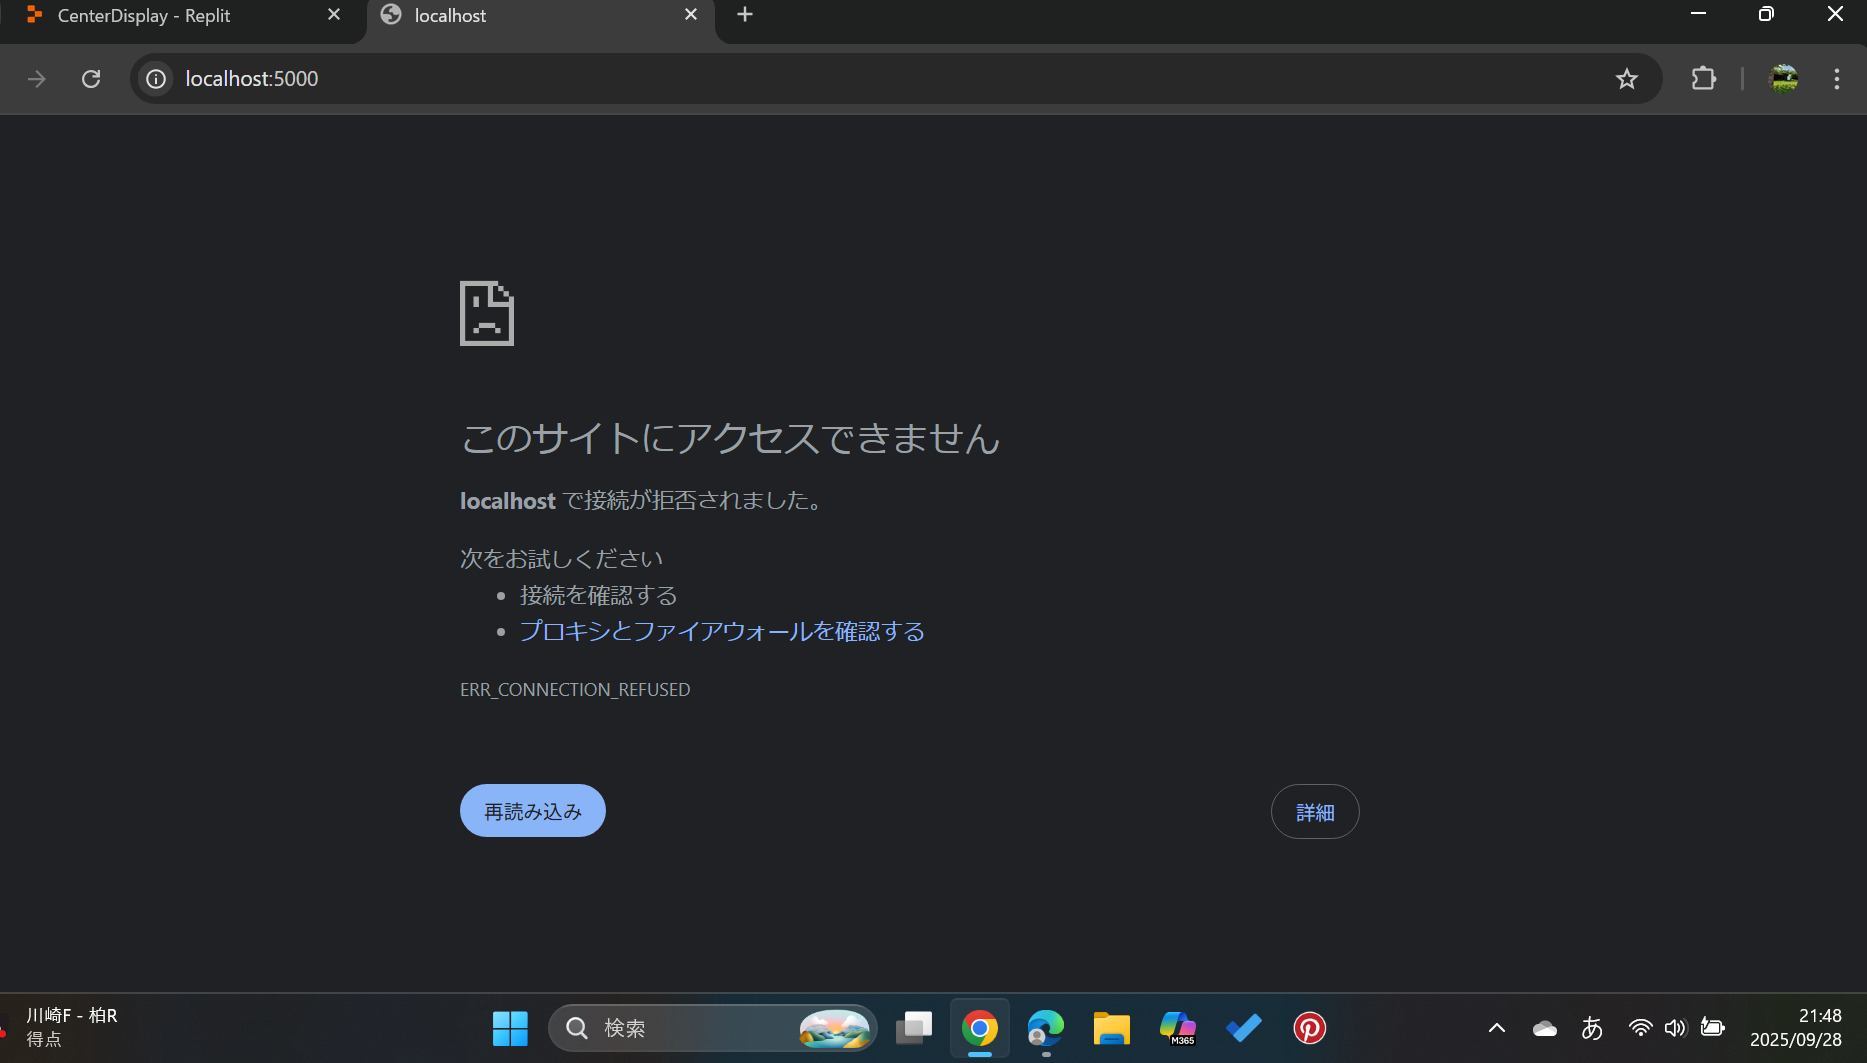 CenterDisplay - Replit
localhost
localhost:5000
このサイトにアクセスできません
localhost で接続が拒否されました。
次をお試しください
接続を確認する
プロキシとファイアウォールを確認する
ERR_CONNECTION_REFUSED
再読み込み
詳細
川崎F - 柏R
得点
検索
M365
あ
21:48
2025/09/28